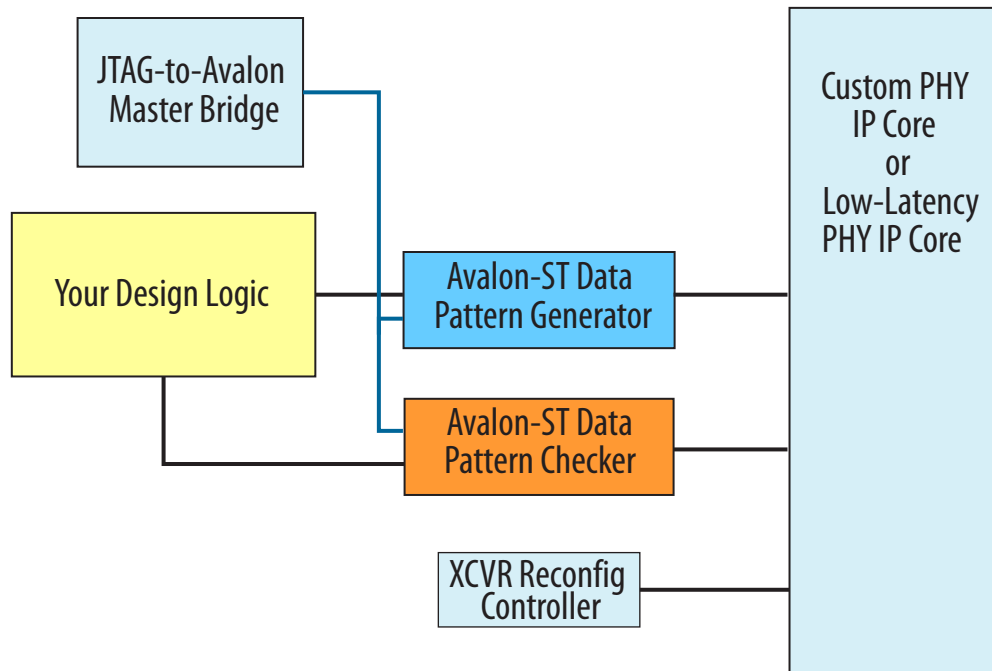 JTAG-to-Avalon
Master Bridge
Custom PHY
IP Core
or
Low-Latency
PHY IP Core
Your Design Logic
Avalon-ST Data
Pattern Generator
Avalon-ST Data
Pattern Checker
XCVR Reconfig
Controller